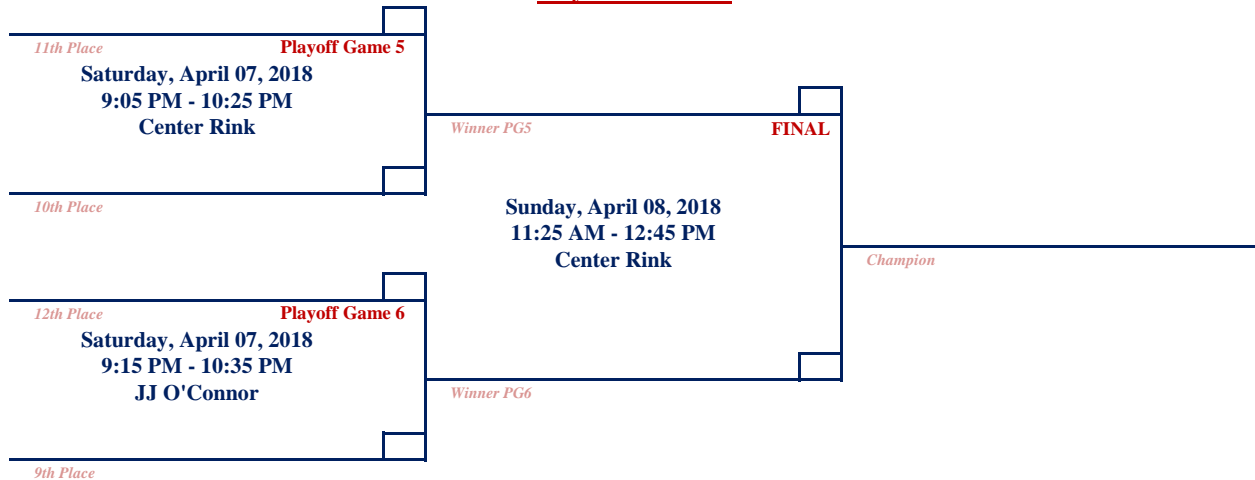 11th Place
Playoff Game 5
Saturday, April 07, 2018
9:05 PM - 10:25 PM
Center Rink
10th Place
Winner PG5
FINAL
Sunday, April 08, 2018
11:25 AM - 12:45 PM
Center Rink
Champion
12th Place
Playoff Game 6
Saturday, April 07, 2018
9:15 PM - 10:35 PM
JJ O'Connor
9th Place
Winner PG6